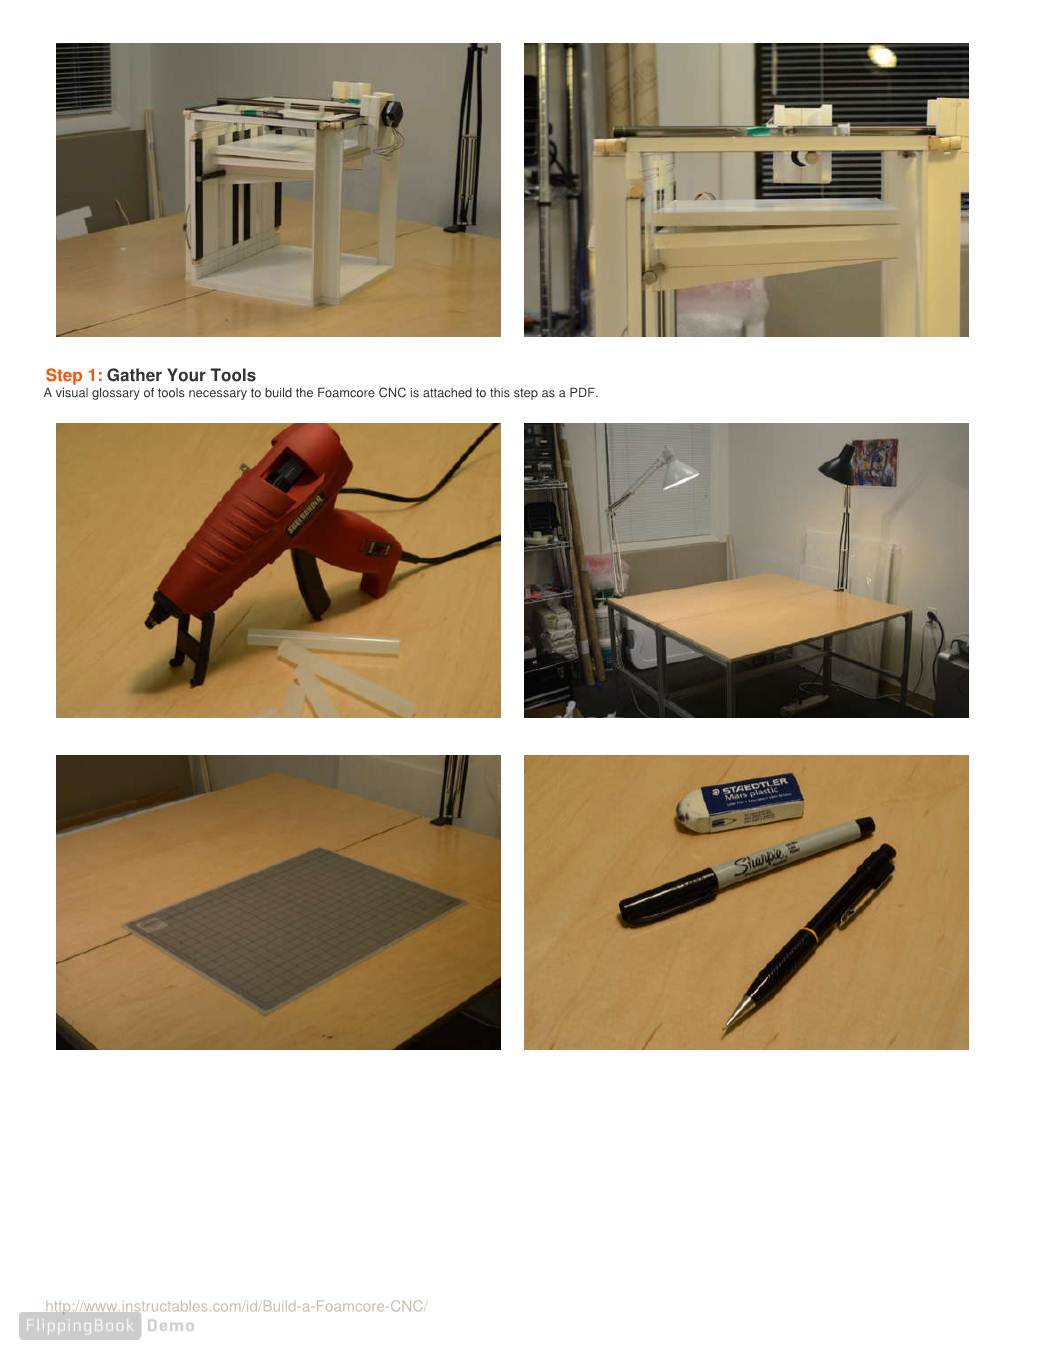 Step 1: Gather Your Tools
A visual glossary of tools necessary to build the Foamcore CNC is attached to this step as a PDF.
STAEDTLER
Mars plastic
Sharpie
http://www.instructables.com/id/Build-a-Foamcore-CNC/
FlippingBook Demo